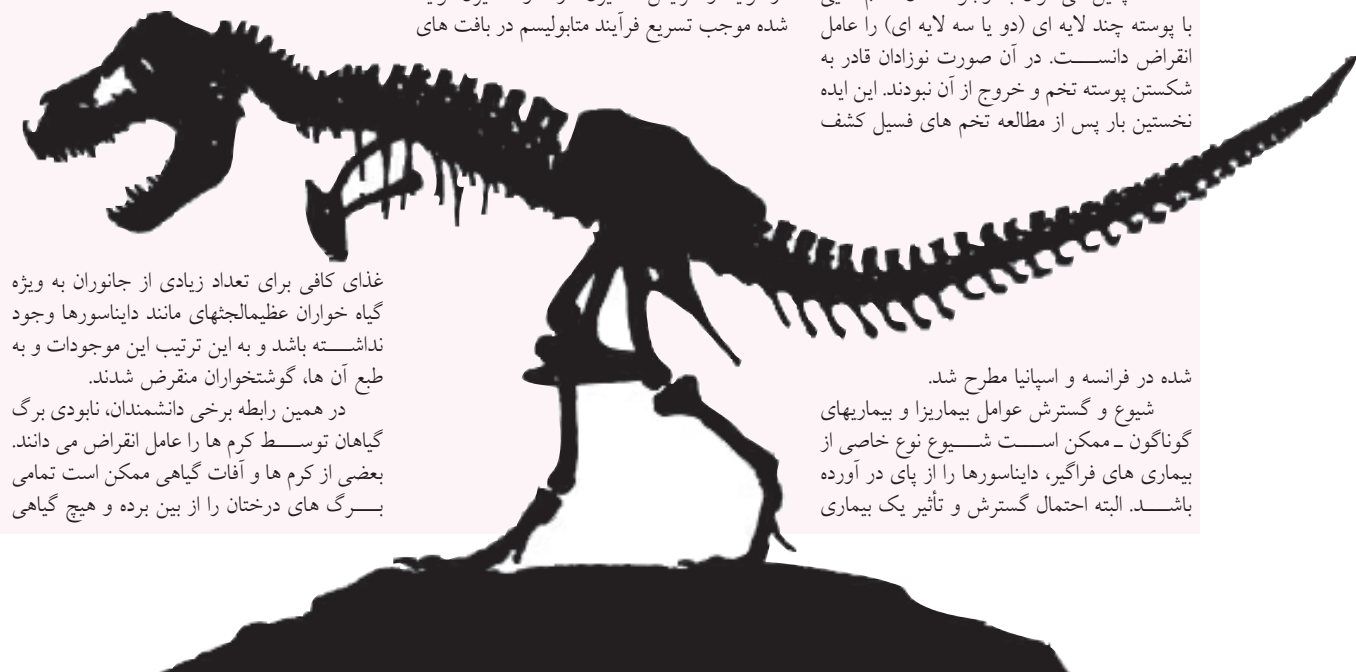 با پوسته چند لایه ای (دو یا سه لایه ای) را عامل
انقراض دانست. در آن صورت نوزادان قادر به
شکستن پوسته تخم و خروج از آن نبودند. این ایده
نخستین بار پس از مطالعه تخم های فسیل کشف
شده در فرانسه و اسپانیا مطرح شد.
شیوع و گسترش عوامل بیماریزا و بیماریهای
گوناگون ـ ممکن است شیوع نوع خاصی از
بیماری های فراگیر، دایناسورها را از پای در آورده
باشد. البته احتمال گسترش و تأثیر یک بیماری
شده موجب تسریع فرآیند متابولیسم در بافت های
غذای کافی برای تعداد زیادی از جانوران به ویژه
گیاه خواران عظیمالجثهای مانند دایناسورها وجود
نداشته باشد و به این ترتیب این موجودات و به
طبع آن ها، گوشتخواران منقرض شدند.
در همین رابطه برخی دانشمندان، نابودی برگ
گیاهان توسط کرم ها را عامل انقراض می دانند.
بعضی از کرم ها و آفات گیاهی ممکن است تمامی
برگ های درختان را از بین برده و هیچ گیاهی